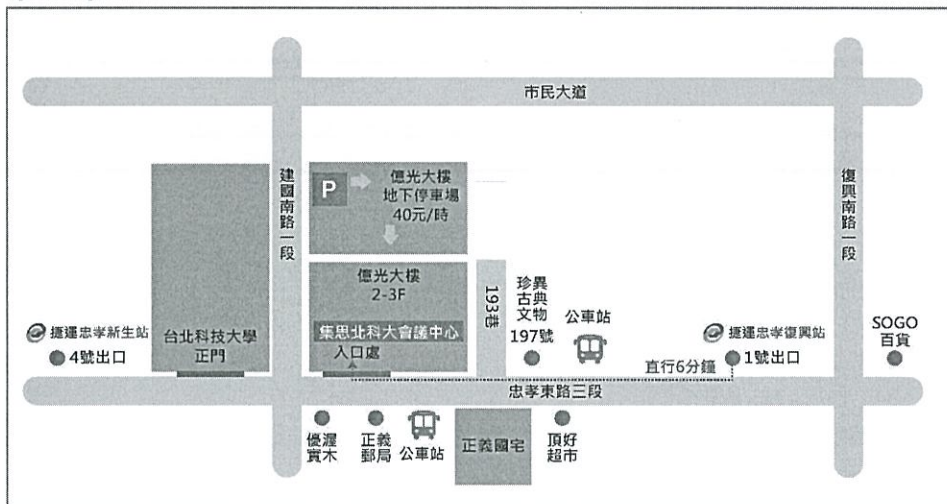 市民大道
建國南路一段
復興南路一段
P
億光大樓
地下停車場
40元/時
億光大樓
2-3F
集思北科大會議中心
入口處
台北科技大學
正門
捷運忠孝新生站
4號出口
193巷
珍異
古典
文物
197號
公車站
捷運忠孝復興站
1號出口
SOGO
百貨
直行6分鐘
忠孝東路三段
優渥
實木
正義
郵局
公車站
正義國宅
頂好
超市